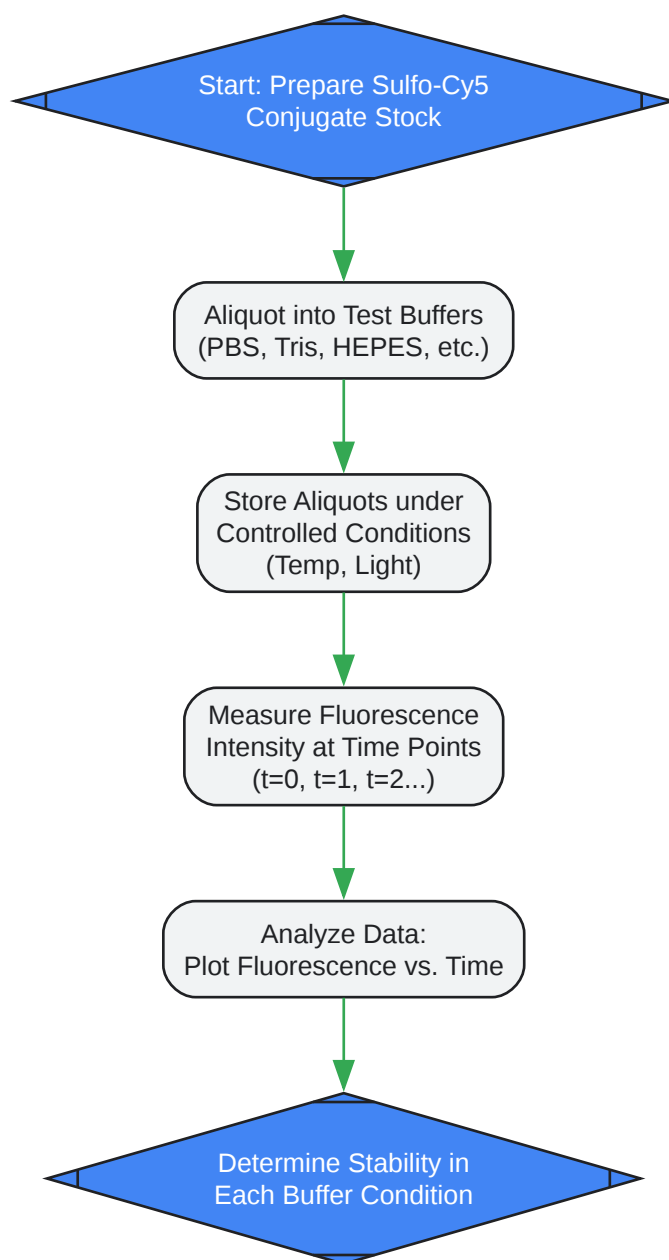 Start: Prepare Sulfo-Cy5
Conjugate Stock
Aliquot into Test Buffers
(PBS, Tris, HEPES, etc.)
Store Aliquots under
Controlled Conditions
(Temp, Light)
Measure Fluorescence
Intensity at Time Points
(t=0, t=1, t=2...)
Analyze Data:
Plot Fluorescence vs. Time
Determine Stability in
Each Buffer Condition